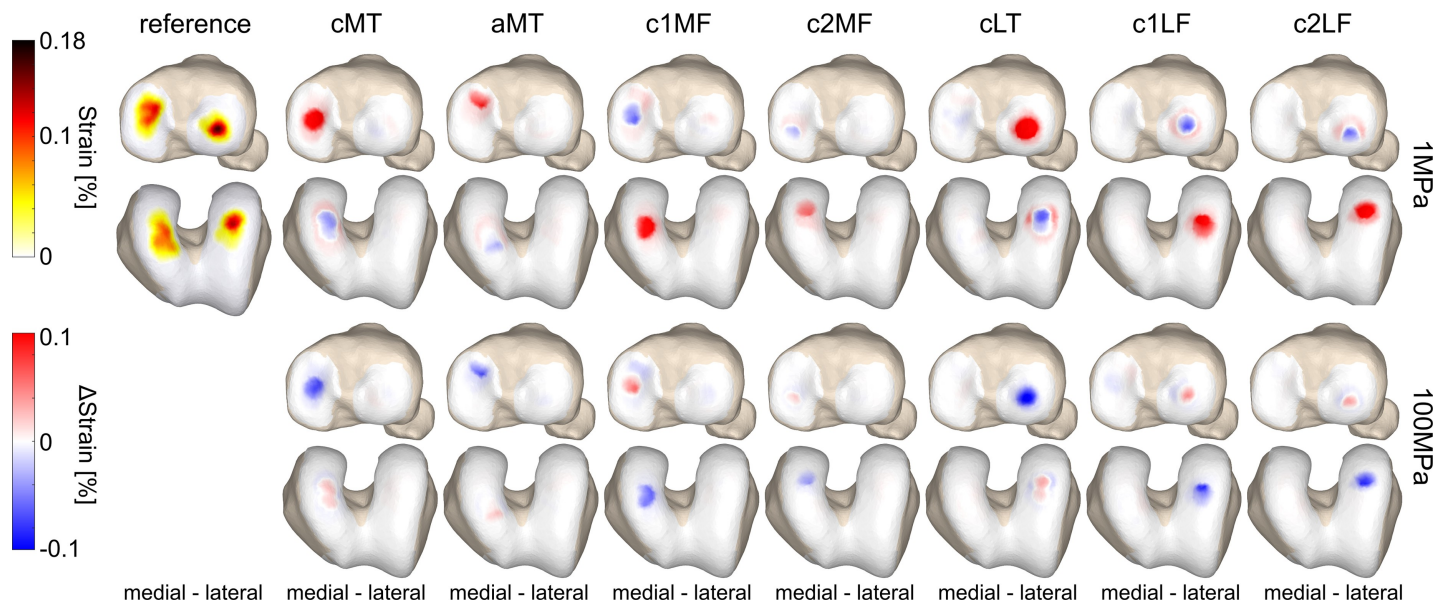 reference cMT aMT c1MF c2MF cLT c1LF c2LF
0.18
0.1
0
Strain [%]
1MPa
0.1
0
-0.1
ΔStrain [%]
100MPa
medial - lateral medial - lateral medial - lateral medial - lateral medial - lateral medial - lateral medial - lateral medial - lateral